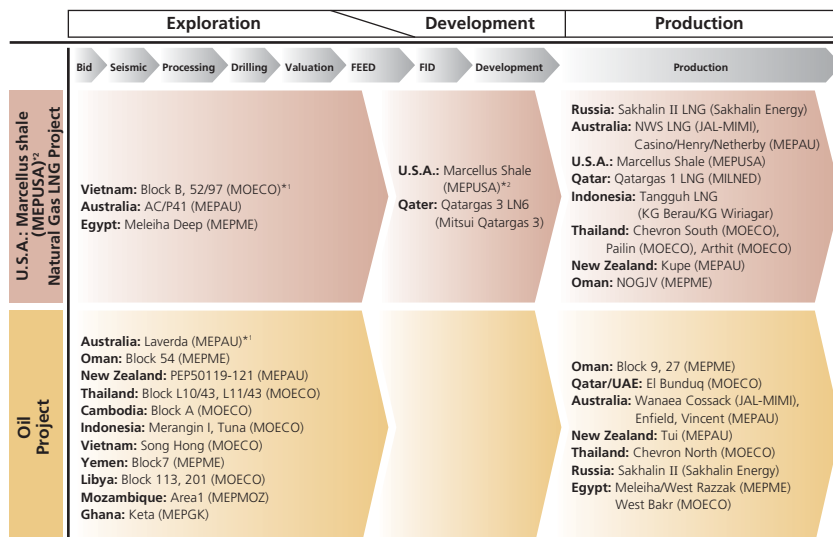 Exploration
Development
Production
Bid
Seismic
Processing
Drilling
Valuation
FEED
FID
Development
Production
U.S.A.: Marcellus shale
(MEPUSA)*2
Natural Gas LNG Project
Vietnam: Block B, 52/97 (MOECO)*1
Australia: AC/P41 (MEPAU)
Egypt: Meleiha Deep (MEPME)
U.S.A.: Marcellus Shale
(MEPUSA)*2
Qater: Qatargas 3 LN6
(Mitsui Qatargas 3)
Russia: Sakhalin II LNG (Sakhalin Energy)
Australia: NWS LNG (JAL-MIMI),
Casino/Henry/Netherby (MEPAU)
U.S.A.: Marcellus Shale (MEPUSA)
Qatar: Qatargas 1 LNG (MILNED)
Indonesia: Tangguh LNG
(KG Berau/KG Wiriagar)
Thailand: Chevron South (MOECO),
Pailin (MOECO), Arthit (MOECO)
New Zealand: Kupe (MEPAU)
Oman: NOGJV (MEPME)
Oil
Project
Australia: Laverda (MEPAU)*1
Oman: Block 54 (MEPME)
New Zealand: PEP50119-121 (MEPAU)
Thailand: Block L10/43, L11/43 (MOECO)
Cambodia: Block A (MOECO)
Indonesia: Merangin I, Tuna (MOECO)
Vietnam: Song Hong (MOECO)
Yemen: Block7 (MEPME)
Libya: Block 113, 201 (MOECO)
Mozambique: Area1 (MEPMOZ)
Ghana: Keta (MEPGK)
Oman: Block 9, 27 (MEPME)
Qatar/UAE: El Bunduq (MOECO)
Australia: Wanaea Cossack (JAL-MIMI),
Enfield, Vincent (MEPAU)
New Zealand: Tui (MEPAU)
Thailand: Chevron North (MOECO)
Russia: Sakhalin II (Sakhalin Energy)
Egypt: Meleiha/West Razzak (MEPME)
West Bakr (MOECO)